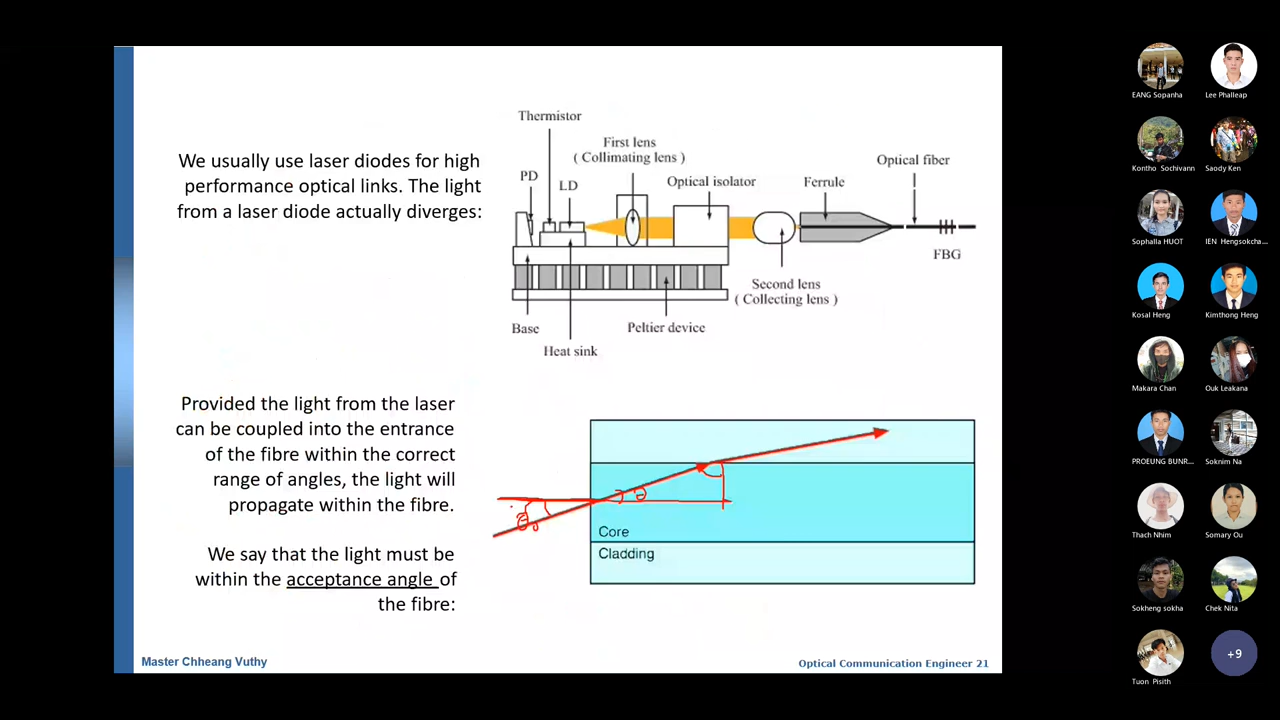 We usually use laser diodes for high
performance optical links. The light
from a laser diode actually diverges:
Thermistor
First lens
( Collimating lens )
PD
LD
Optical isolator
Ferrule
Optical fiber
FBG
Second lens
( Collecting lens )
Base
Peltier device
Heat sink
Provided the light from the laser
can be coupled into the entrance
of the fibre within the correct
range of angles, the light will
propagate within the fibre.
We say that the light must be
within the acceptance angle of
the fibre:
θ
θ₀
Core
Cladding
Master Chheang Vuthy
Optical Communication Engineer 21
EANG Sopanha
Lee Phalleap
Kontho Sochivann
Saody Ken
Sophalla HUOT
IEN Hengsokcha...
Kosal Heng
Kimthong Heng
Makara Chan
Ouk Leakana
PROEUNG BUNR...
Soknim Na
Thach Nhim
Somary Ou
Sokheng sokha
Chek Nita
Tuon Pisith
+9